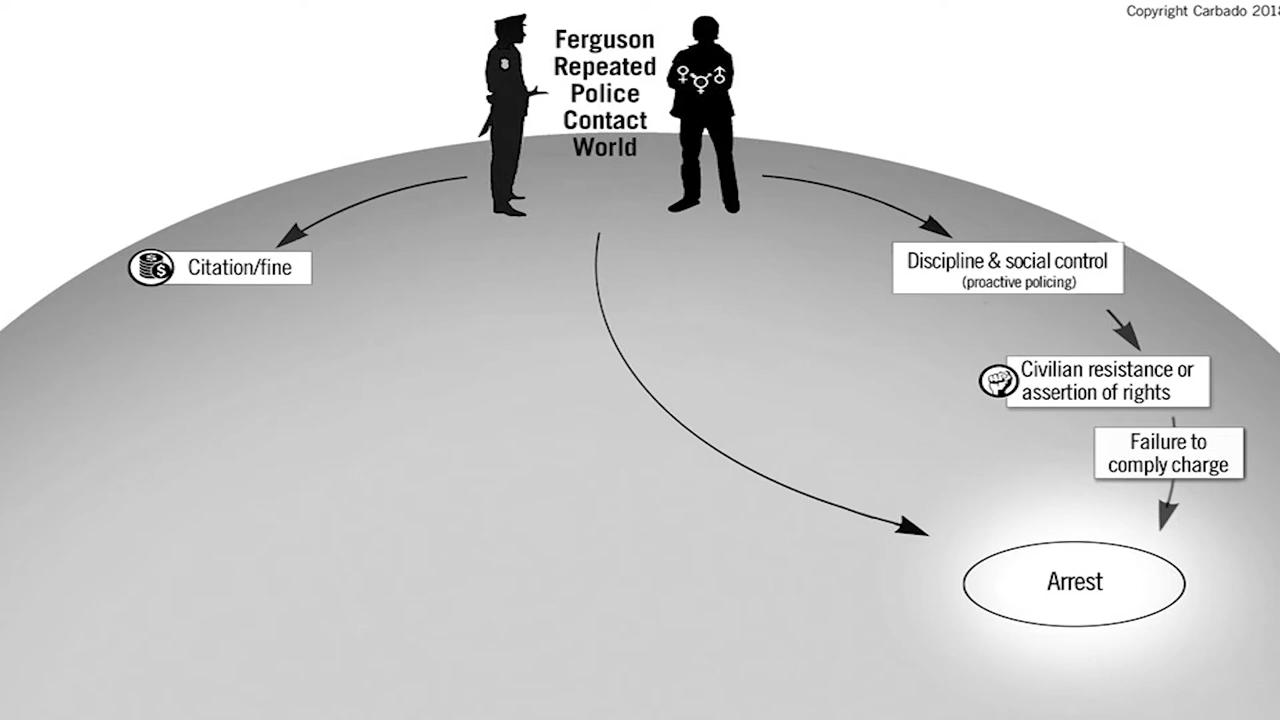 Copyright Carbado 2018
Ferguson
Repeated
Police
Contact
World
Citation/fine
Discipline & social control
(proactive policing)
Civilian resistance or
assertion of rights
Failure to
comply charge
Arrest